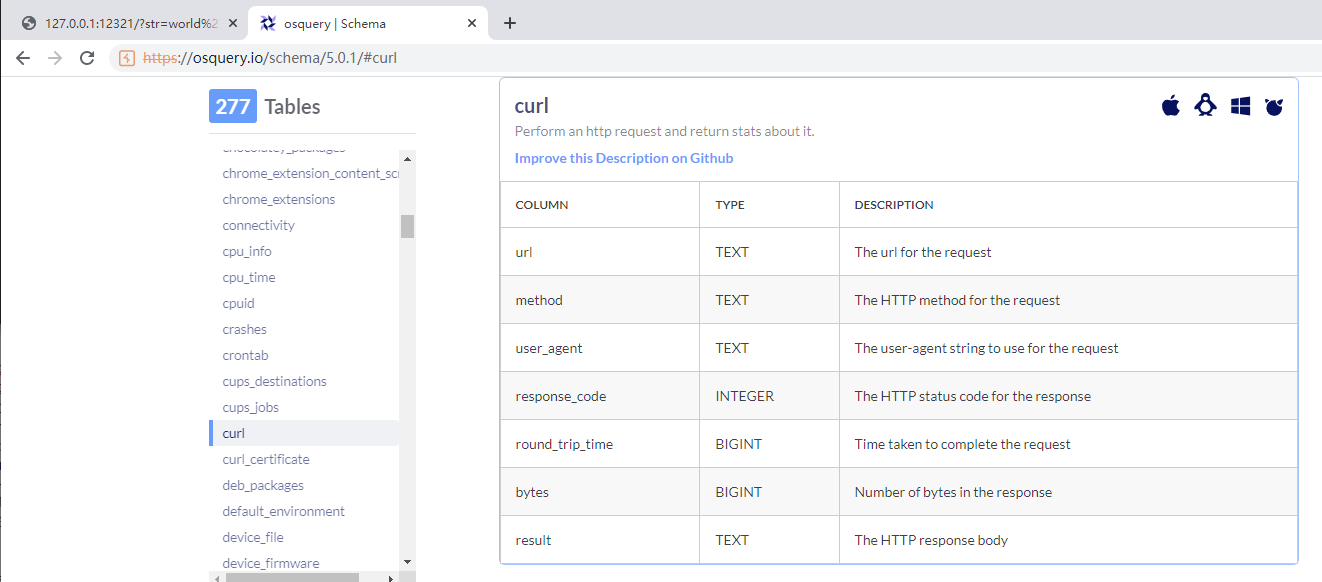 127.0.0.1:12321/?str=world%2
osquery | Schema
https://osquery.io/schema/5.0.1/#curl
277 Tables
chocolatey_packages
chrome_extension_content_sc
chrome_extensions
connectivity
cpu_info
cpu_time
cpuid
crashes
crontab
cups_destinations
cups_jobs
curl
curl_certificate
deb_packages
default_environment
device_file
device_firmware
curl
Perform an http request and return stats about it.
Improve this Description on Github
COLUMN TYPE DESCRIPTION
url TEXT The url for the request
method TEXT The HTTP method for the request
user_agent TEXT The user-agent string to use for the request
response_code INTEGER The HTTP status code for the response
round_trip_time BIGINT Time taken to complete the request
bytes BIGINT Number of bytes in the response
result TEXT The HTTP response body